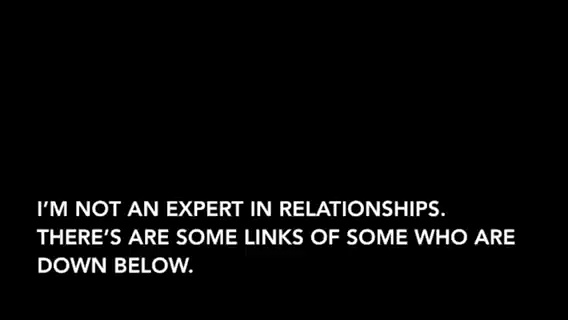 I’M NOT AN EXPERT IN RELATIONSHIPS.
THERE’S ARE SOME LINKS OF SOME WHO ARE
DOWN BELOW.